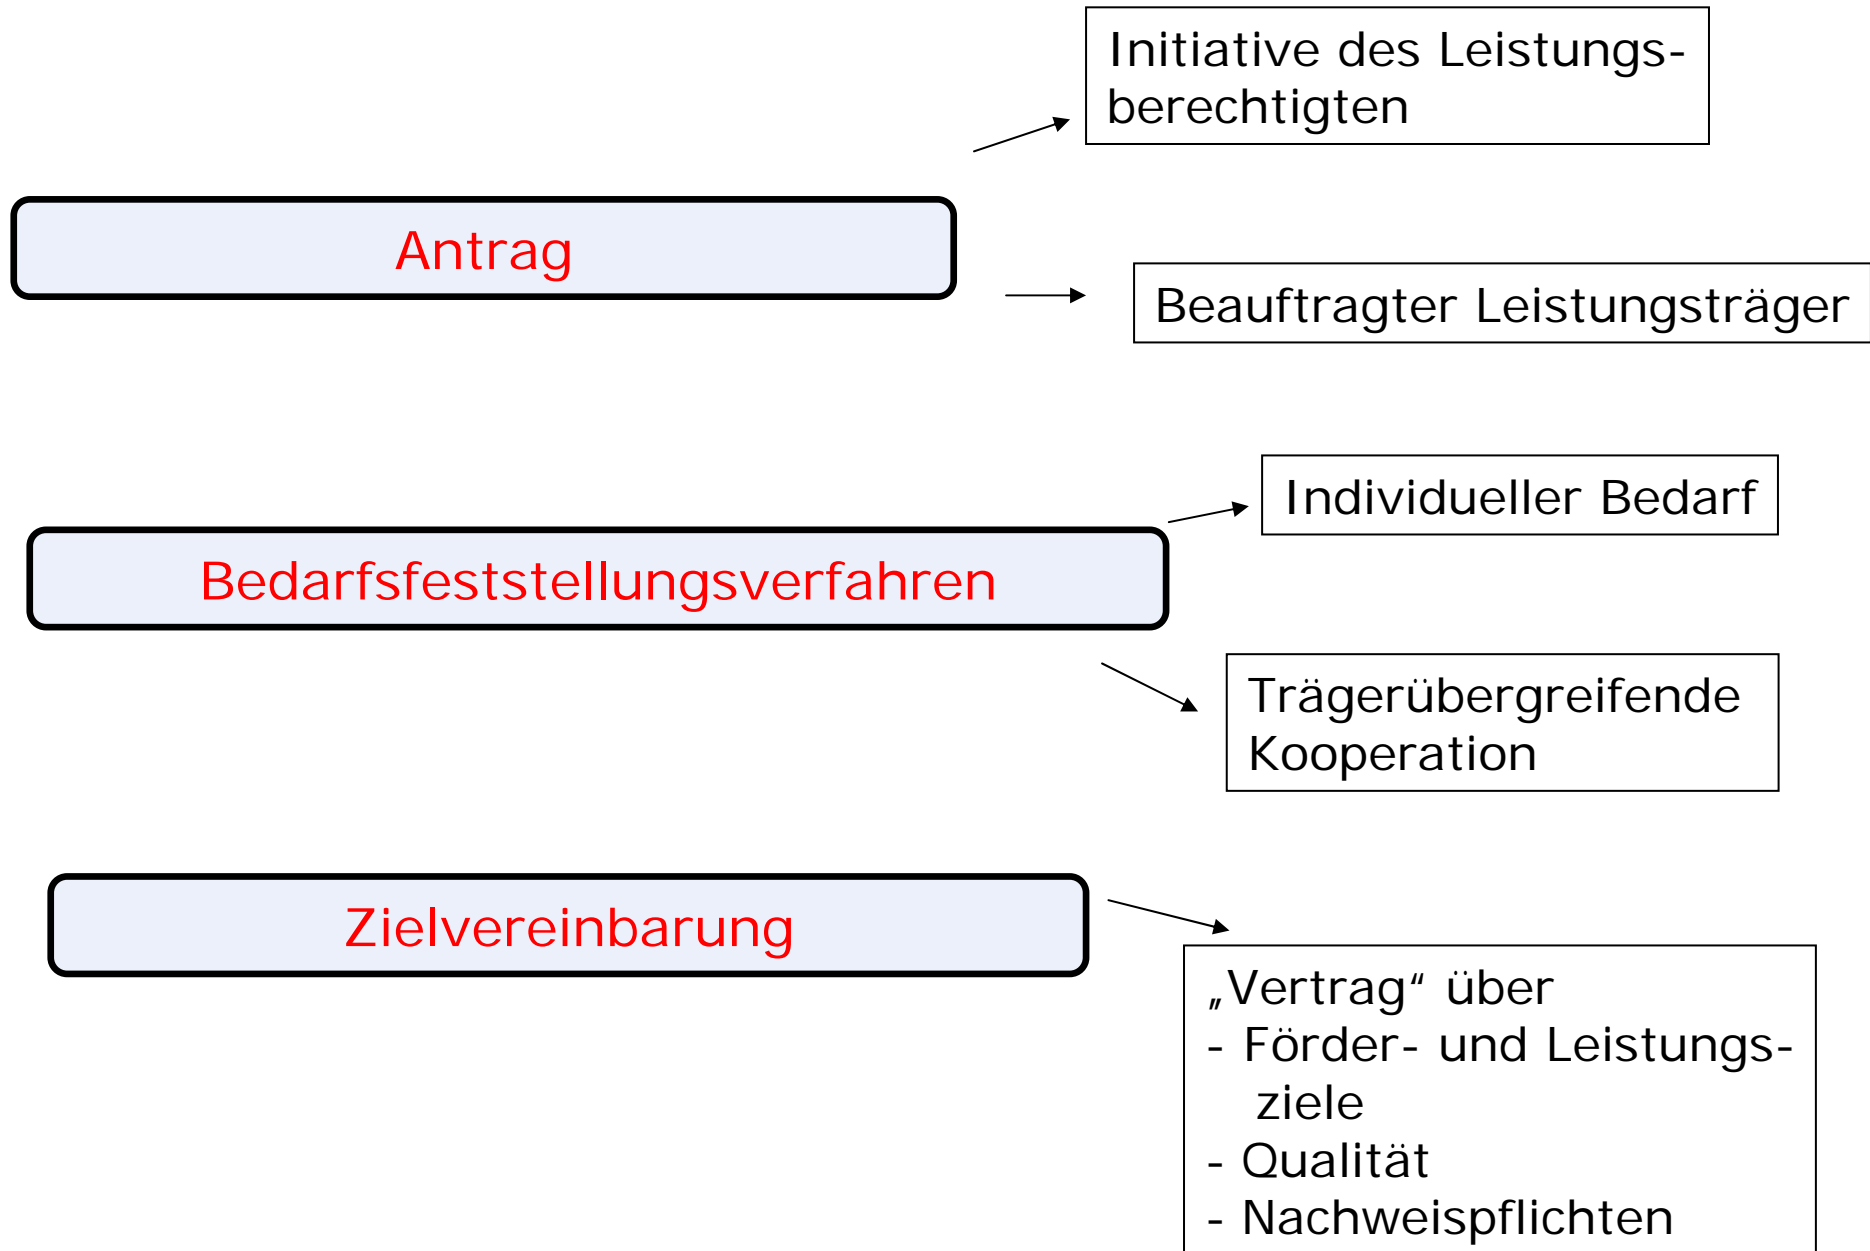 Initiative des Leistungs-
berechtigten
Antrag
Beauftragter Leistungsträger
Individueller Bedarf
Bedarfsfeststellungsverfahren
Trägerübergreifende
Kooperation
Zielvereinbarung
„Vertrag“ über
- Förder- und Leistungs-
ziele
- Qualität
- Nachweispflichten